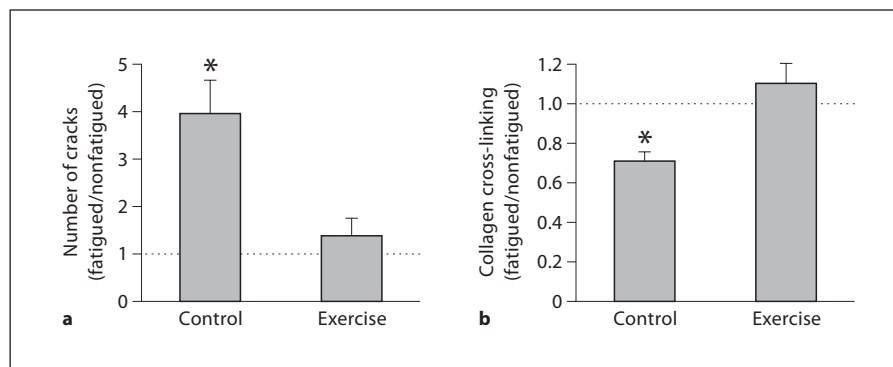 Number of cracks
(fatigued/nonfatigued)
5
4
3
2
1
0
*
Control
Exercise
a
Collagen cross-linking
(fatigued/nonfatigued)
1.2
1.0
0.8
0.6
0.4
0.2
0
*
Control
Exercise
b